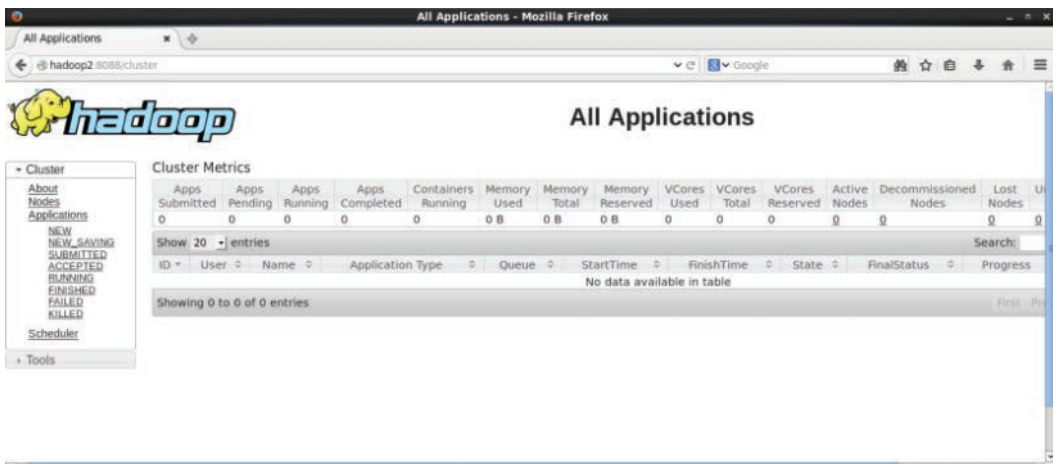 All Applications - Mozilla Firefox
All Applications
hadoop2:8088/cluster
Google
hadoop
All Applications
Cluster
About
Nodes
Applications
NEW
NEW_SAVING
SUBMITTED
ACCEPTED
RUNNING
FINISHED
FAILED
KILLED
Scheduler
Tools
Cluster Metrics
Apps Submitted Apps Pending Apps Running Apps Completed Containers Running Memory Used Memory Total Memory Reserved VCores Used VCores Total VCores Reserved Active Nodes Decommissioned Nodes Lost Nodes
0 0 0 0 0 0 B 0 B 0 B 0 0 0 0 0 0 0
Show 20 entries Search:
ID User Name Application Type Queue StartTime FinishTime State FinalStatus Progress
No data available in table
Showing 0 to 0 of 0 entries First